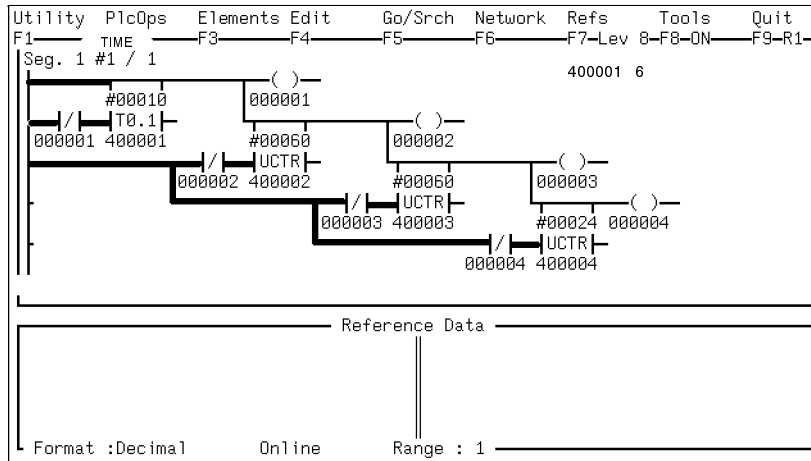 Utility PlcOps Elements Edit Go/Srch Network Refs Tools Quit
F1 TIME F3 F4 F5 F6 F7-Lev 8-F8-ON F9-R1
Seg. 1 #1 / 1
400001 6
( )
#00010 000001
/ T0.1 ( )
000001 400001 #00060 000002
/ UCTR ( )
000002 400002 #00060 000003
/ UCTR ( )
000003 400003 #00024 000004
/ UCTR
000004 400004
Reference Data
Format :Decimal Online Range : 1